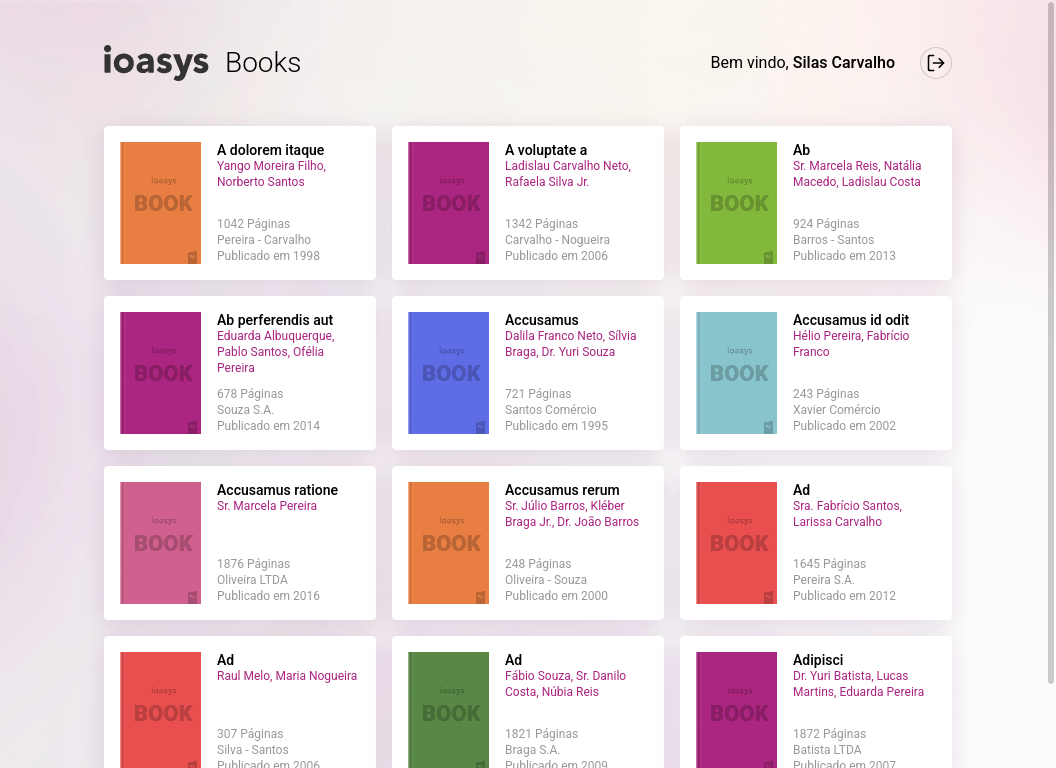 ioasys Books
Bem vindo, Silas Carvalho
ioasys
BOOK
A dolorem itaque
Yango Moreira Filho,
Norberto Santos
1042 Páginas
Pereira - Carvalho
Publicado em 1998
ioasys
BOOK
A voluptate a
Ladislau Carvalho Neto,
Rafaela Silva Jr.
1342 Páginas
Carvalho - Nogueira
Publicado em 2006
ioasys
BOOK
Ab
Sr. Marcela Reis, Natália
Macedo, Ladislau Costa
924 Páginas
Barros - Santos
Publicado em 2013
ioasys
BOOK
Ab perferendis aut
Eduarda Albuquerque,
Pablo Santos, Ofélia
Pereira
678 Páginas
Souza S.A.
Publicado em 2014
ioasys
BOOK
Accusamus
Dalila Franco Neto, Sílvia
Braga, Dr. Yuri Souza
721 Páginas
Santos Comércio
Publicado em 1995
ioasys
BOOK
Accusamus id odit
Hélio Pereira, Fabrício
Franco
243 Páginas
Xavier Comércio
Publicado em 2002
ioasys
BOOK
Accusamus ratione
Sr. Marcela Pereira
1876 Páginas
Oliveira LTDA
Publicado em 2016
ioasys
BOOK
Accusamus rerum
Sr. Júlio Barros, Kléber
Braga Jr., Dr. João Barros
248 Páginas
Oliveira - Souza
Publicado em 2000
ioasys
BOOK
Ad
Sra. Fabrício Santos,
Larissa Carvalho
1645 Páginas
Pereira S.A.
Publicado em 2012
ioasys
BOOK
Ad
Raul Melo, Maria Nogueira
307 Páginas
Silva - Santos
Publicado em 2006
ioasys
BOOK
Ad
Fábio Souza, Sr. Danilo
Costa, Núbia Reis
1821 Páginas
Braga S.A.
Publicado em 2009
ioasys
BOOK
Adipisci
Dr. Yuri Batista, Lucas
Martins, Eduarda Pereira
1872 Páginas
Batista LTDA
Publicado em 2007